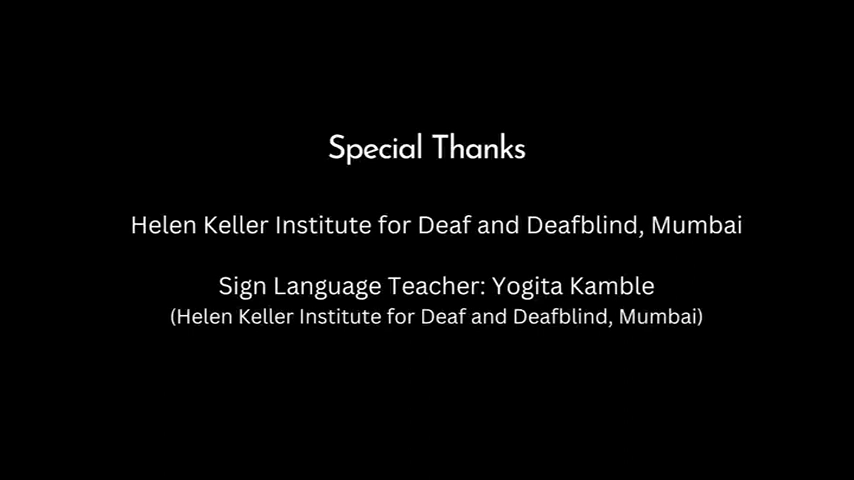 Special Thanks
Helen Keller Institute for Deaf and Deafblind, Mumbai
Sign Language Teacher: Yogita Kamble
(Helen Keller Institute for Deaf and Deafblind, Mumbai)